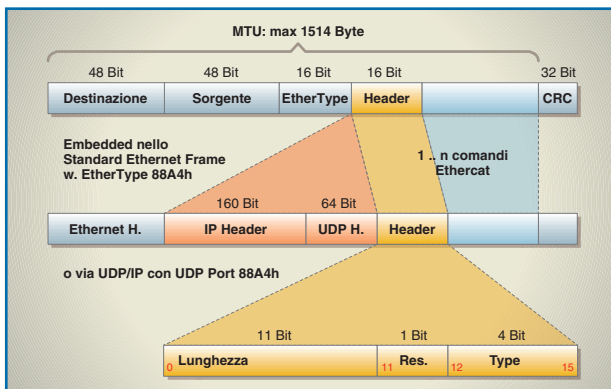 MTU: max 1514 Byte
48 Bit 48 Bit 16 Bit 16 Bit 32 Bit
Destinazione Sorgente EtherType Header CRC
Embedded nello
Standard Ethernet Frame
w. EtherType 88A4h
1 .. n comandi
Ethercat
160 Bit 64 Bit
Ethernet H. IP Header UDP H. Header
o via UDP/IP con UDP Port 88A4h
11 Bit 1 Bit 4 Bit
0 Lunghezza 11 Res. 12 Type 15